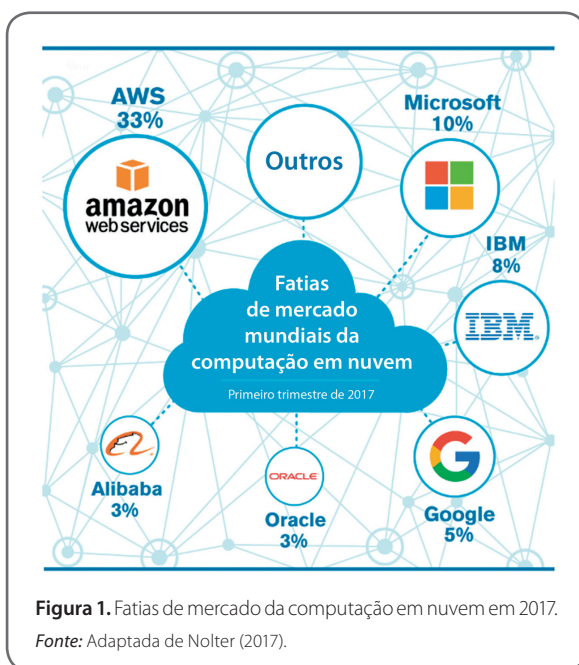 AWS
33%
amazon
webservices
Outros
Microsoft
10%
IBM
8%
IBM.
Fatias
de mercado
mundiais da
computação em nuvem
Primeiro trimestre de 2017
Alibaba
3%
ORACLE
Oracle
3%
Google
5%
Figura 1. Fatias de mercado da computação em nuvem em 2017.
Fonte: Adaptada de Nolter (2017).